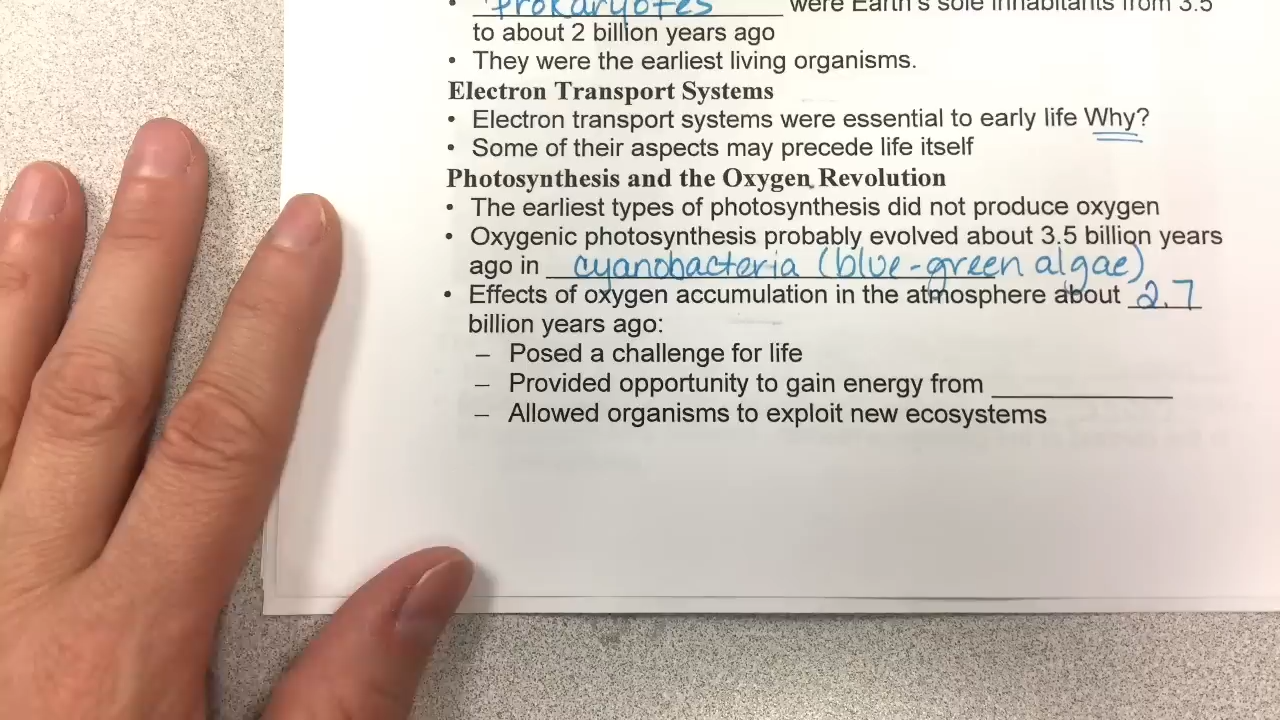 • Prokaryotes were Earth's sole inhabitants from 3.5
to about 2 billion years ago
• They were the earliest living organisms.
Electron Transport Systems
• Electron transport systems were essential to early life Why?
• Some of their aspects may precede life itself
Photosynthesis and the Oxygen Revolution
• The earliest types of photosynthesis did not produce oxygen
• Oxygenic photosynthesis probably evolved about 3.5 billion years
ago in cyanobacteria (blue-green algae)
• Effects of oxygen accumulation in the atmosphere about 2.7
billion years ago:
– Posed a challenge for life
– Provided opportunity to gain energy from ____________
– Allowed organisms to exploit new ecosystems